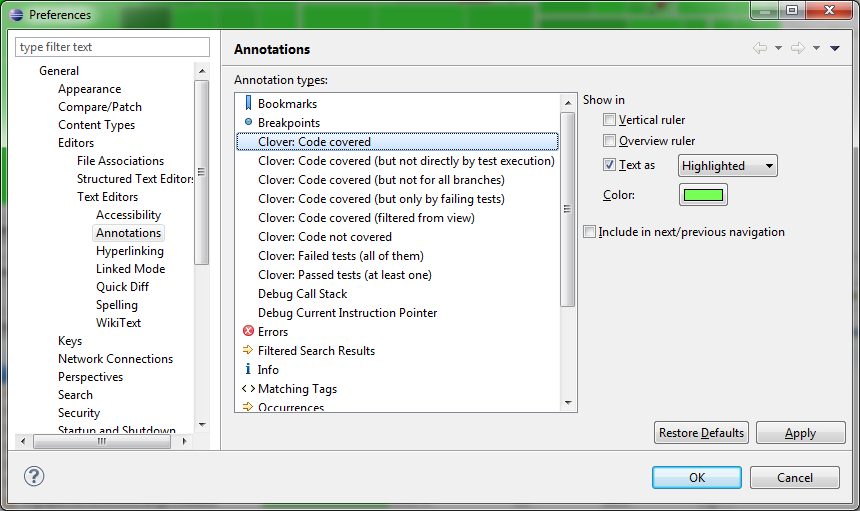 Preferences
type filter text
General
Appearance
Compare/Patch
Content Types
Editors
File Associations
Structured Text Editors
Text Editors
Accessibility
Annotations
Hyperlinking
Linked Mode
Quick Diff
Spelling
WikiText
Keys
Network Connections
Perspectives
Search
Security
Startup and Shutdown
Annotations
Annotation types:
Bookmarks
Breakpoints
Clover: Code covered
Clover: Code covered (but not directly by test execution)
Clover: Code covered (but not for all branches)
Clover: Code covered (but only by failing tests)
Clover: Code covered (filtered from view)
Clover: Code not covered
Clover: Failed tests (all of them)
Clover: Passed tests (at least one)
Debug Call Stack
Debug Current Instruction Pointer
Errors
Filtered Search Results
Info
Matching Tags
Occurrences
Show in
Vertical ruler
Overview ruler
Text as
Highlighted
Color:
Include in next/previous navigation
Restore Defaults
Apply
OK
Cancel